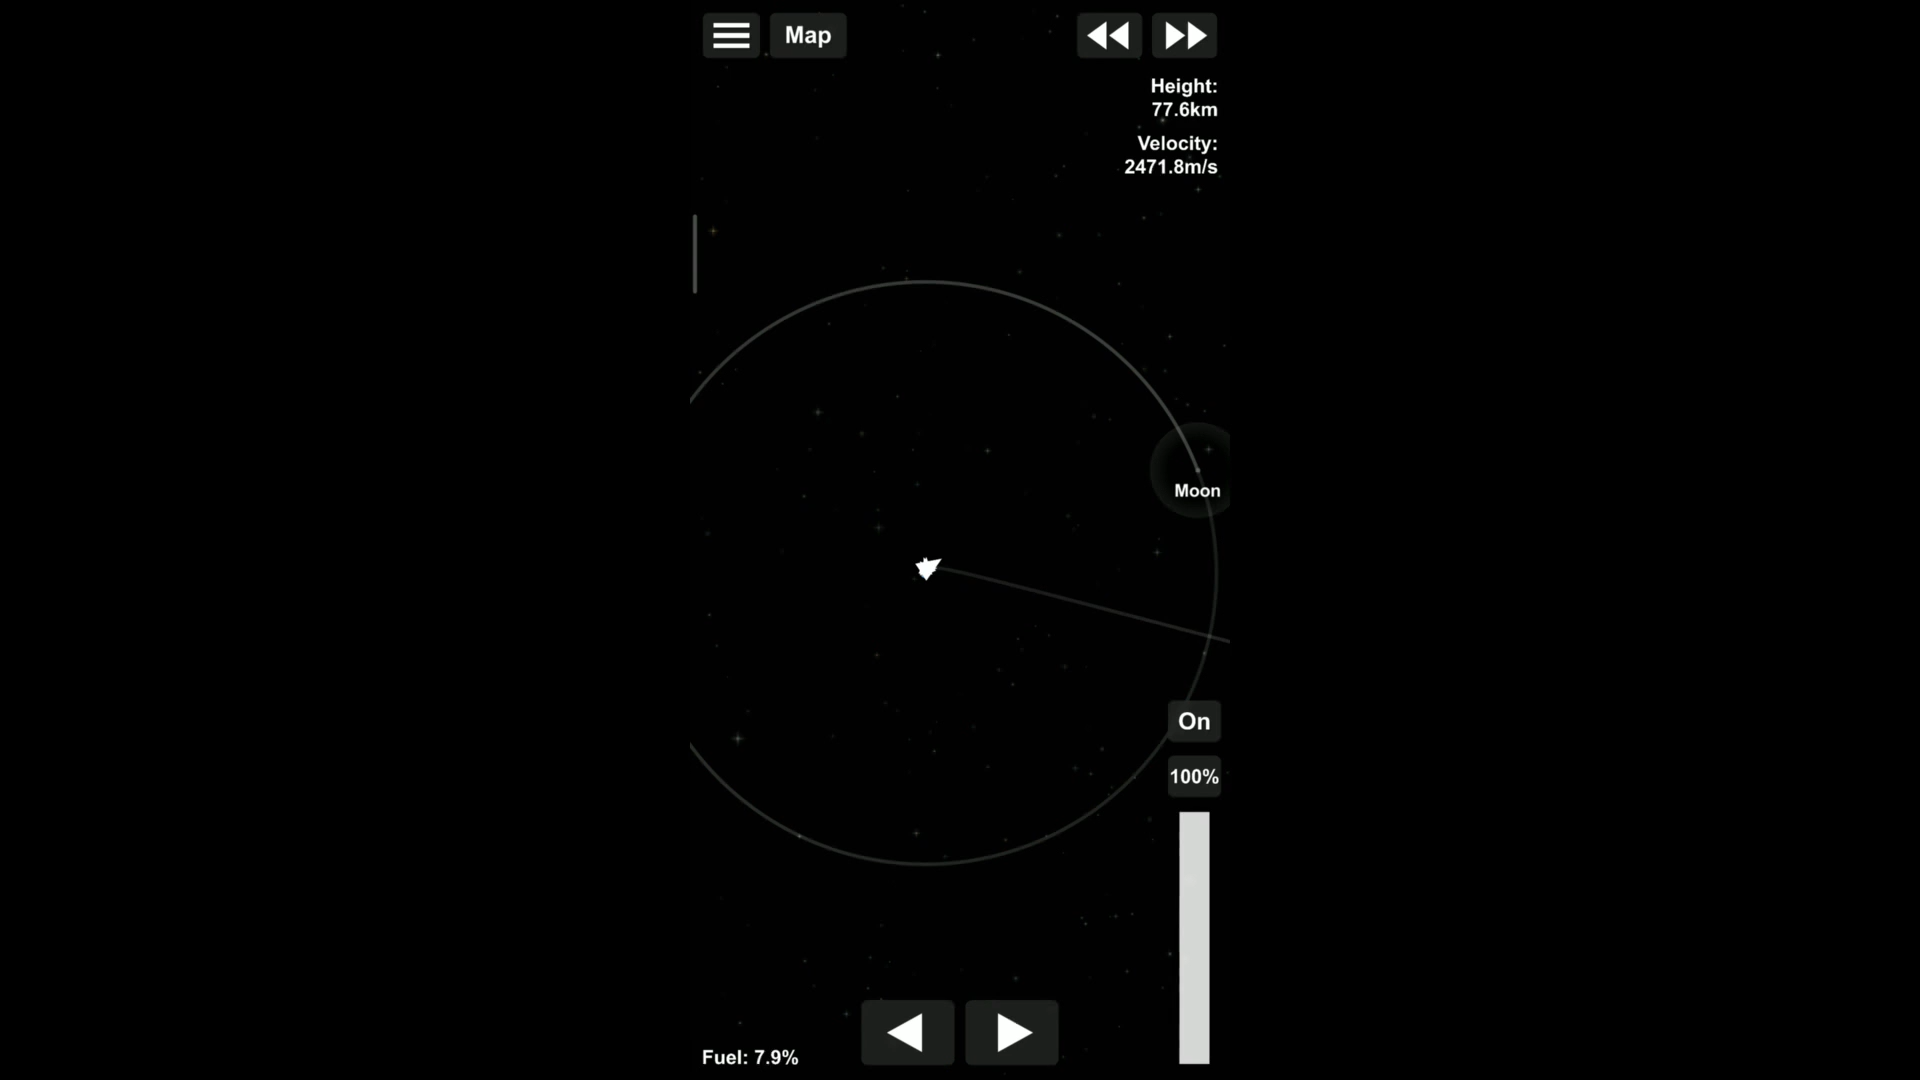 Map
Height:
77.6km
Velocity:
2471.8m/s
Moon
On
100%
Fuel: 7.9%